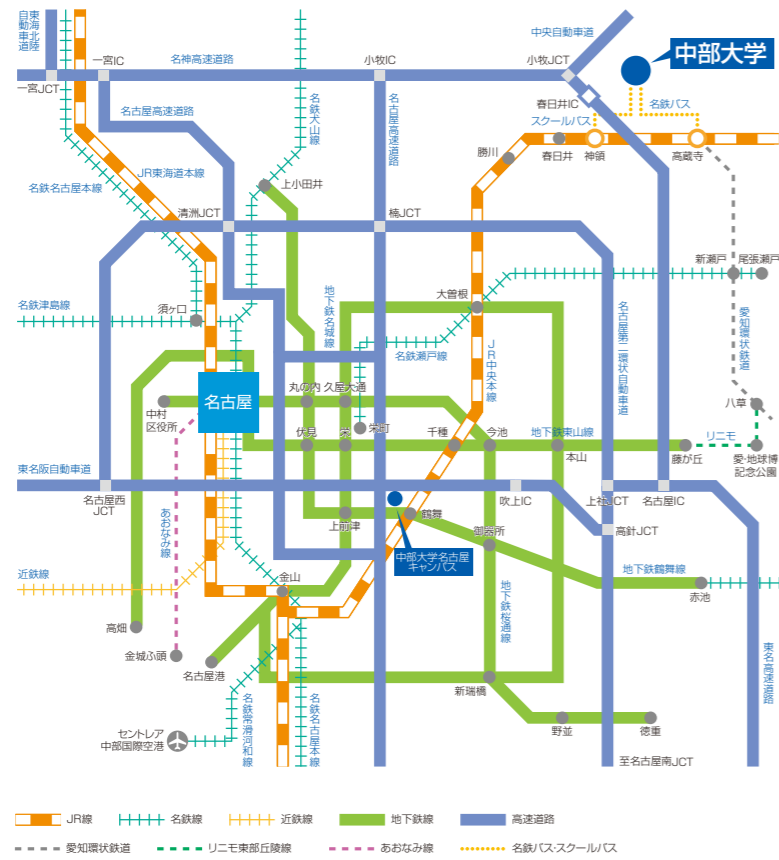 東海北陸
自動車道
一宮IC
名神高速道路
小牧IC
小牧JCT
中央自動車道
中部大学
一宮JCT
春日井IC
名鉄バス
スクールバス
名古屋高速道路
名鉄犬山線
名古屋高速道路
勝川
春日井
神領
高蔵寺
JR東海道本線
名鉄名古屋本線
上小田井
清洲JCT
楠JCT
新瀬戸
尾張瀬戸
大曽根
名鉄津島線
須ヶ口
地下鉄名城線
名鉄瀬戸線
JR中央本線
名古屋第二環状自動車道
愛知環状鉄道
名古屋
丸の内
久屋大通
中村
区役所
栄町
八草
伏見
栄
千種
今池
地下鉄東山線
本山
藤が丘
リニモ
愛・地球博
記念公園
東名阪自動車道
名古屋西
JCT
吹上IC
上社JCT
名古屋IC
あおなみ線
上前津
鶴舞
高針JCT
御器所
中部大学名古屋
キャンパス
近鉄線
金山
地下鉄桜通線
地下鉄鶴舞線
赤池
高畑
金城ふ頭
名古屋港
新瑞橋
東名高速道路
名鉄常滑河和線
名鉄名古屋本線
セントレア
中部国際空港
野並
徳重
至名古屋南JCT
JR線
名鉄線
近鉄線
地下鉄線
高速道路
愛知環状鉄道
リニモ東部丘陵線
あおなみ線
名鉄バス・スクールバス